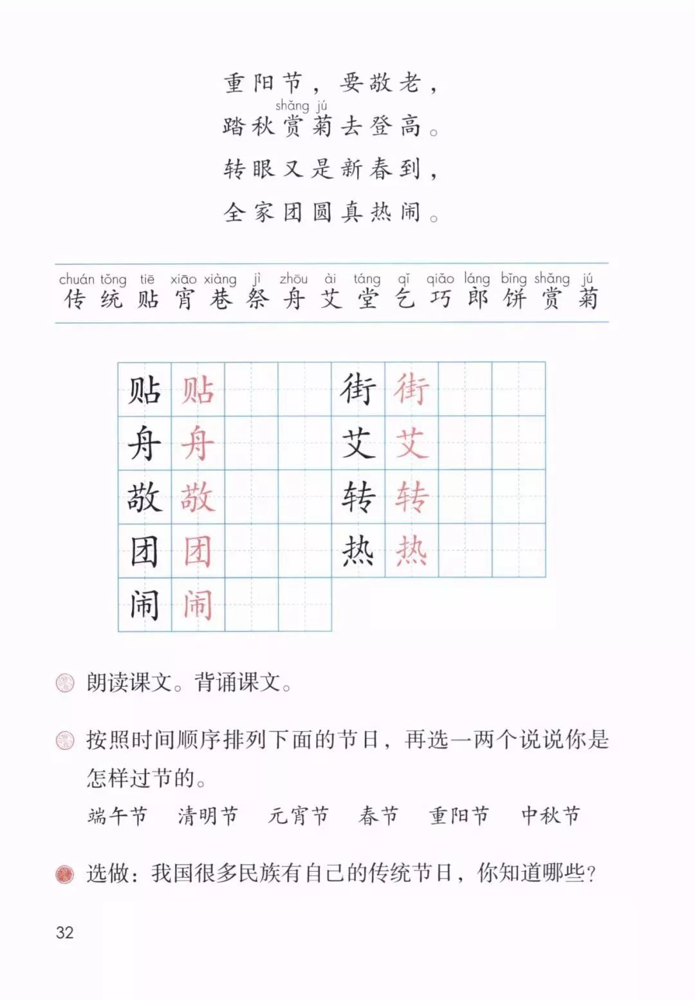 重阳节，要敬老，
shǎng jú
踏秋赏菊去登高。
转眼又是新春到，
全家团圆真热闹。
chuán tǒng tiē xiāo xiàng jì zhōu ài táng qǐ qiǎo láng bǐng shǎng jú
传 统 贴 宵 巷 祭 舟 艾 堂 乞 巧 郎 饼 赏 菊
贴 贴 街 街
舟 舟 艾 艾
敬 敬 转 转
团 团 热 热
闹 闹
朗读课文。背诵课文。
按照时间顺序排列下面的节日，再选一两个说说你是
怎样过节的。
端午节 清明节 元宵节 春节 重阳节 中秋节
选做：我国很多民族有自己的传统节日，你知道哪些？
32